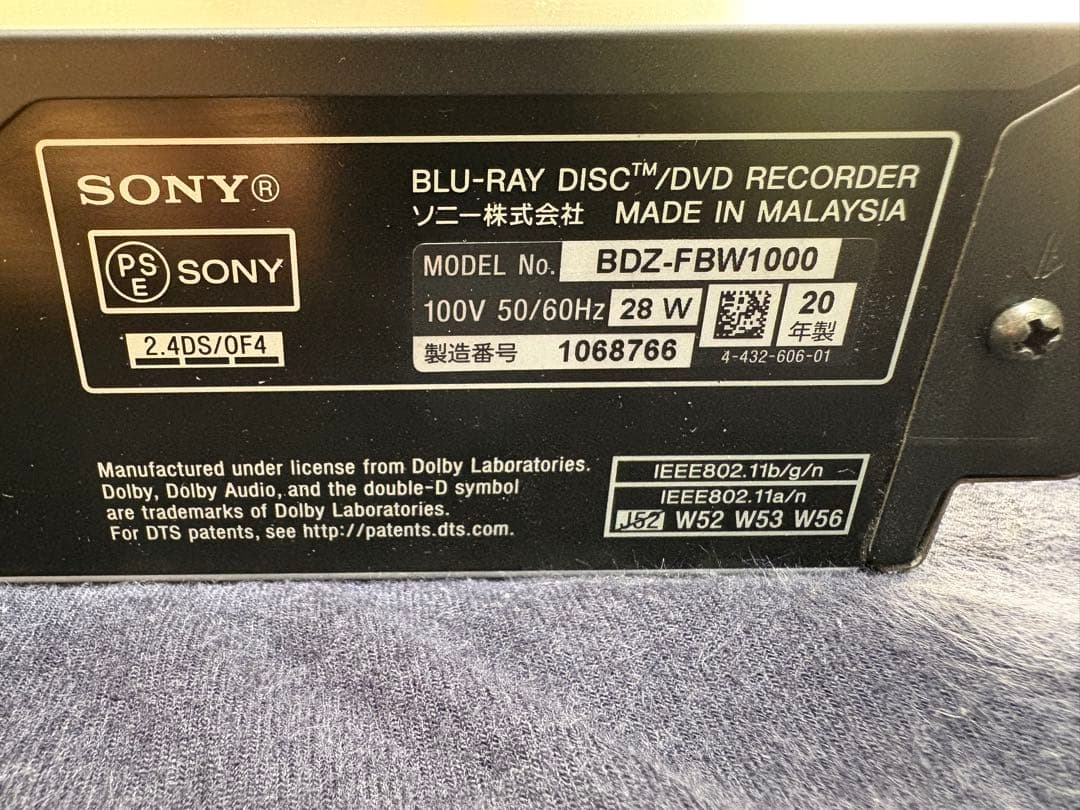 SONY®
PSE SONY
2.4DS/OF4
BLU-RAY DISC™/DVD RECORDER
ソニー株式会社 MADE IN MALAYSIA
MODEL No. BDZ-FBW1000
100V 50/60Hz 28 W 20年製
製造番号 1068766 4-432-606-01
Manufactured under license from Dolby Laboratories.
Dolby, Dolby Audio, and the double-D symbol
are trademarks of Dolby Laboratories.
For DTS patents, see http://patents.dts.com.
IEEE802.11b/g/n
IEEE802.11a/n
J52 W52 W53 W56